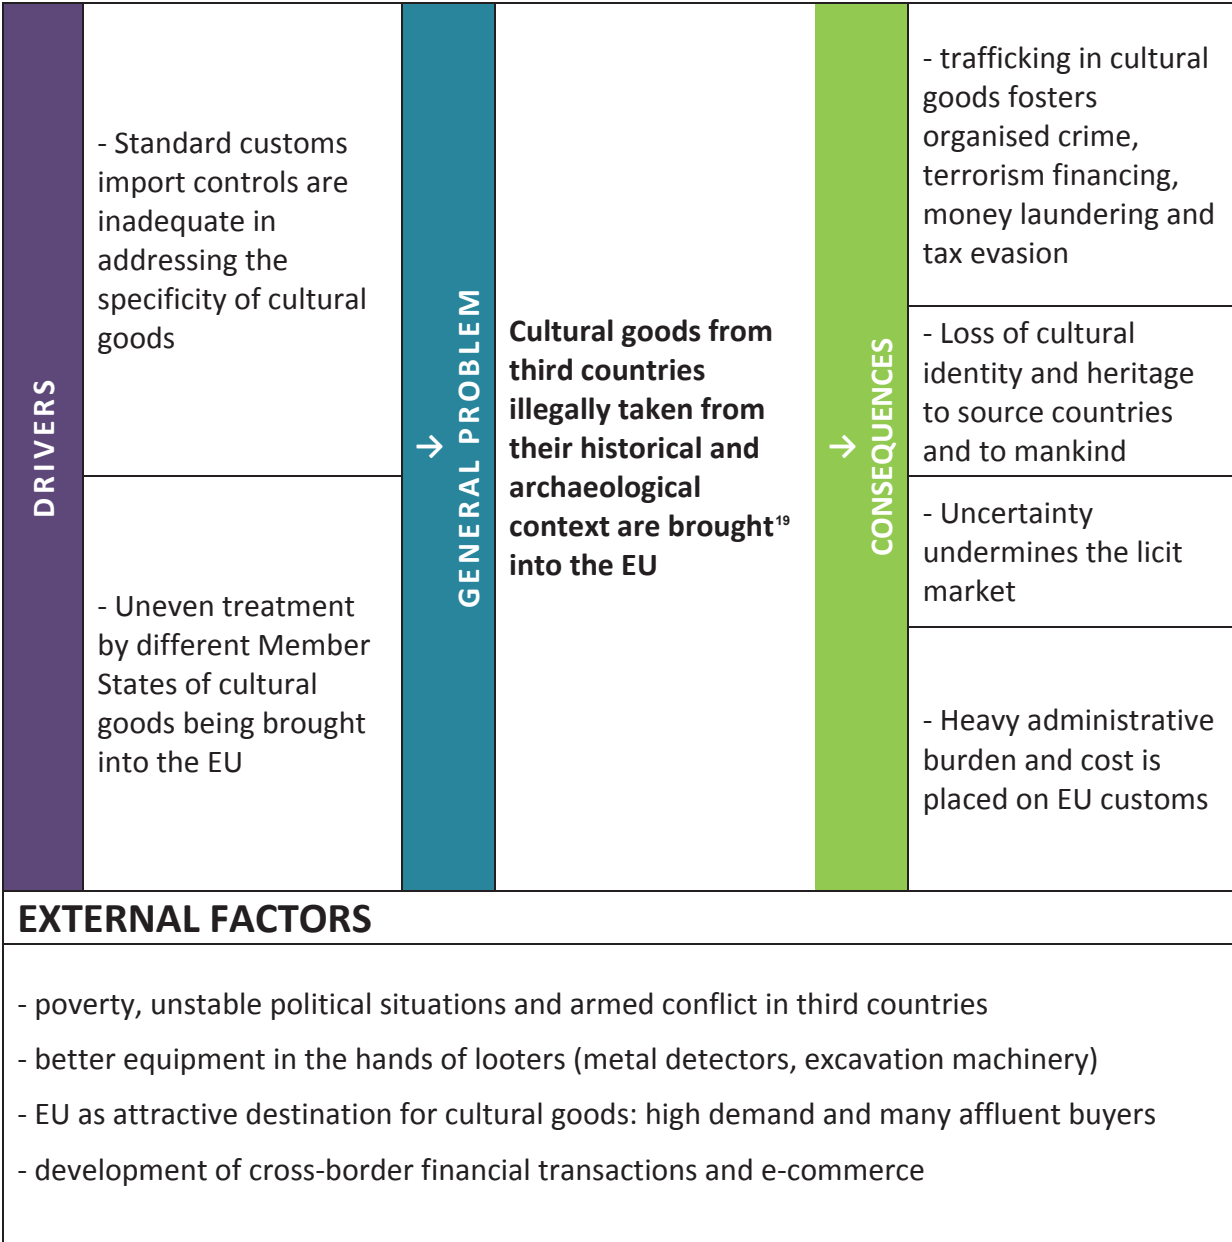 DRIVERS
- Standard customs
import controls are
inadequate in
addressing the
specificity of cultural
goods
- Uneven treatment
by different Member
States of cultural
goods being brought
into the EU
→ GENERAL PROBLEM
Cultural goods from
third countries
illegally taken from
their historical and
archaeological
context are brought¹⁹
into the EU
→ CONSEQUENCES
- trafficking in cultural
goods fosters
organised crime,
terrorism financing,
money laundering and
tax evasion
- Loss of cultural
identity and heritage
to source countries
and to mankind
- Uncertainty
undermines the licit
market
- Heavy administrative
burden and cost is
placed on EU customs
EXTERNAL FACTORS
- poverty, unstable political situations and armed conflict in third countries
- better equipment in the hands of looters (metal detectors, excavation machinery)
- EU as attractive destination for cultural goods: high demand and many affluent buyers
- development of cross-border financial transactions and e-commerce